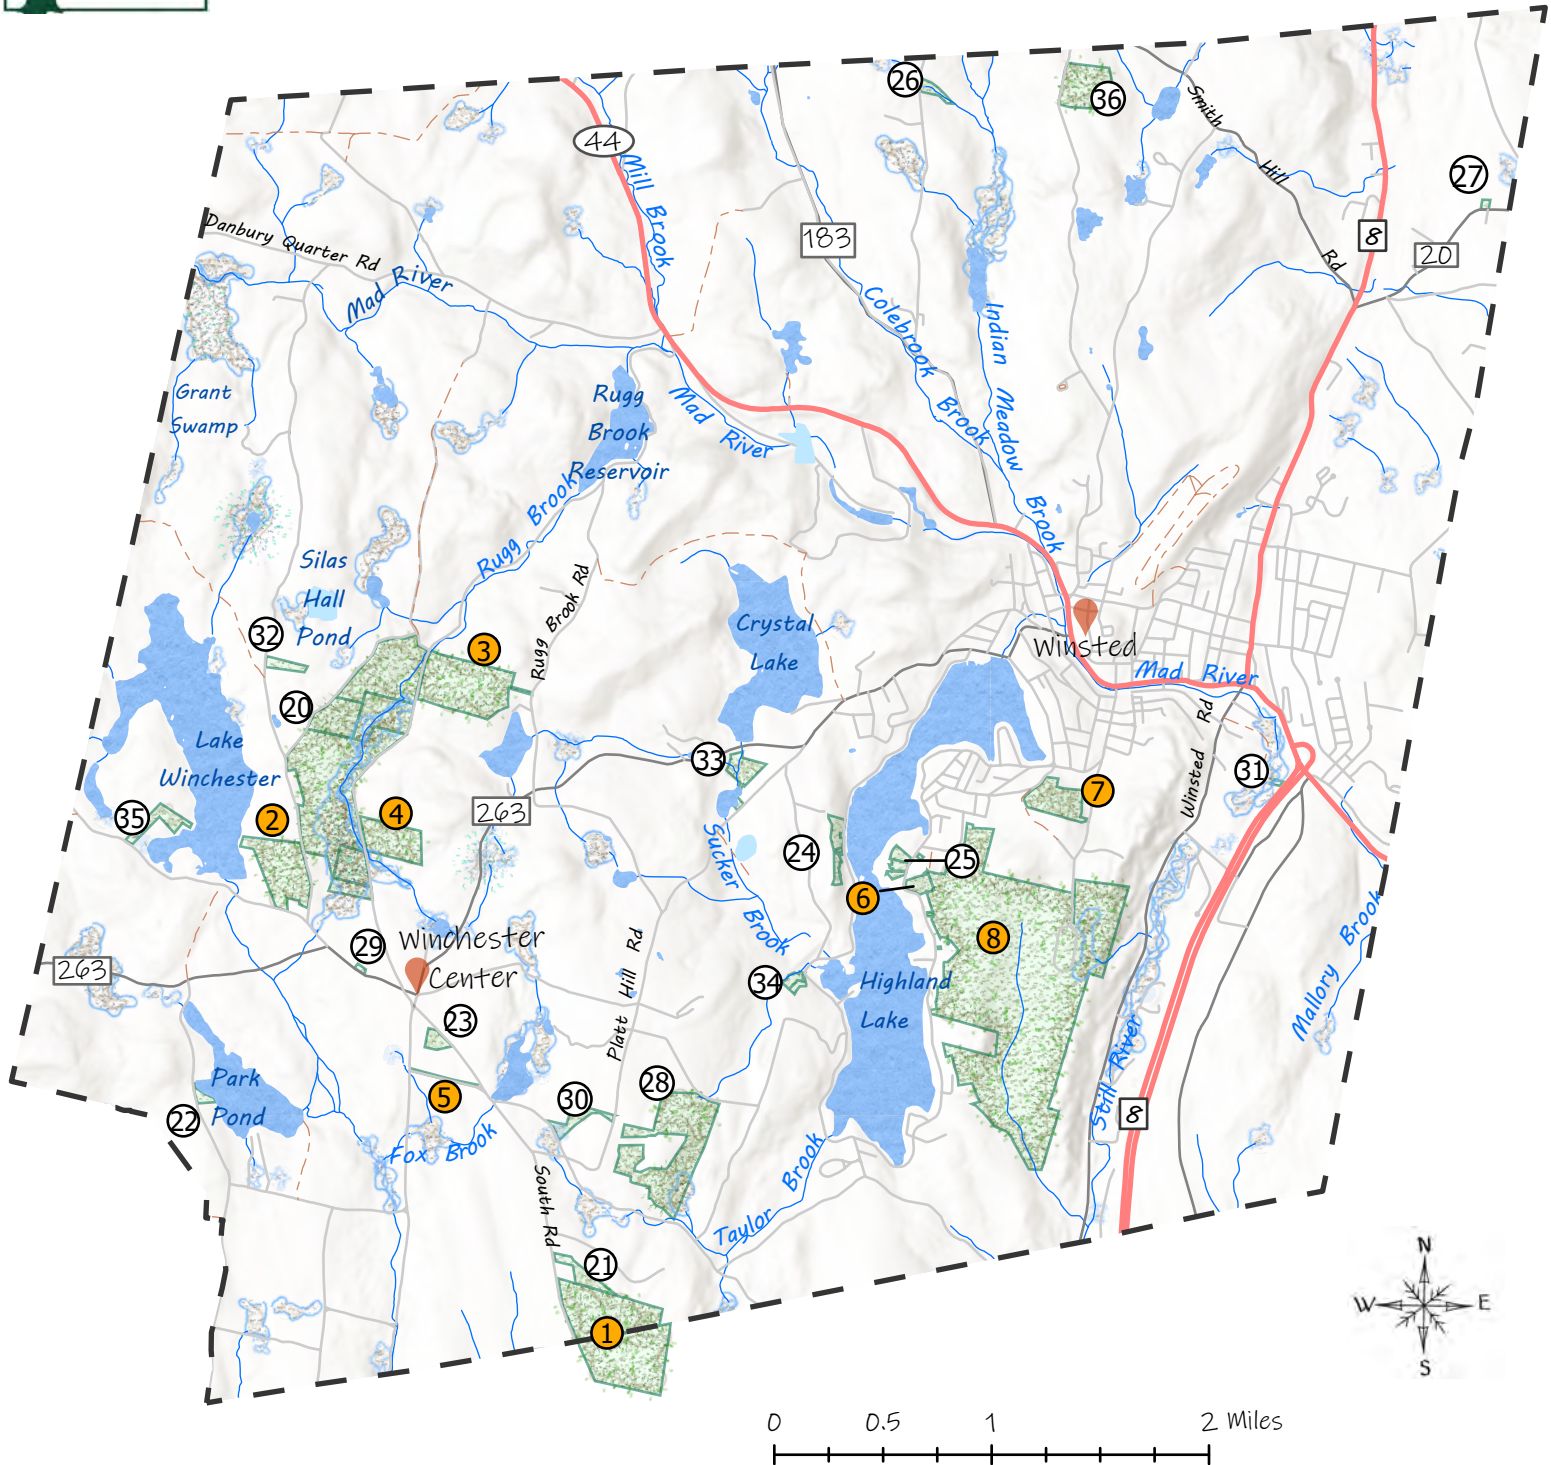 26
36
Smith
44
Mill Brook
Hill
27
183
8
Danbury Quarter Rd
Rd
20
Mad River
Colebrook
Brook
Indian Meadow
Brook
Grant
Swamp
Rugg
Brook
Reservoir
Mad River
Rugg Brook
Silas
Hall
Pond
Rugg Brook Rd
32
3
Crystal
Lake
Winsted
Mad River
20
Lake
Winchester
33
Winsted Rd
31
35
2
4
263
7
Sucker
Brook
24
25
6
8
29
Winchester
Center
263
Platt Hill Rd
34
Highland
Lake
Mallory Brook
23
Park
Pond
5
28
30
22
Fox Brook
Still River
8
South Rd
Taylor Brook
21
1
N
W
E
S
0 0.5 1 2 Miles